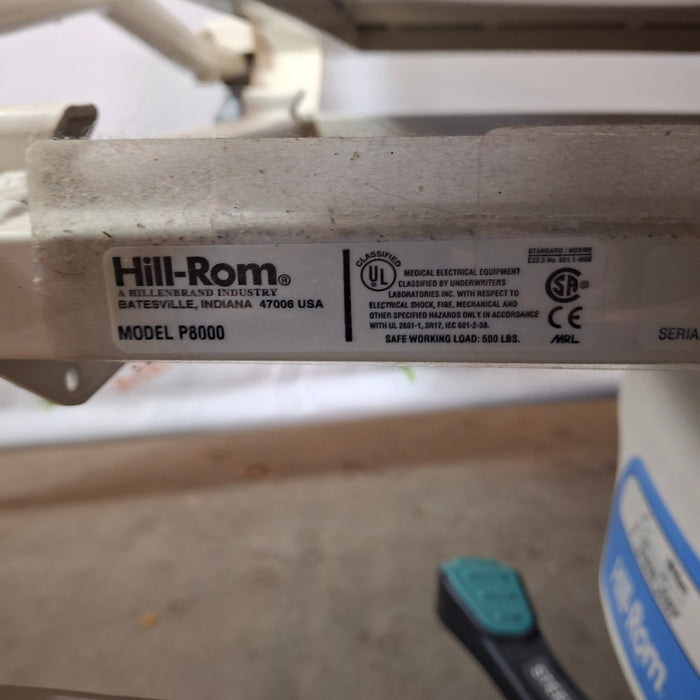 Hill-Rom®
A HILLENBRAND INDUSTRY
BATESVILLE, INDIANA 47006 USA
MODEL P8000
CLASSIFIED
UL
MEDICAL ELECTRICAL EQUIPMENT
CLASSIFIED BY UNDERWRITERS
LABORATORIES INC. WITH RESPECT TO
ELECTRICAL SHOCK, FIRE, MECHANICAL AND
OTHER SPECIFIED HAZARDS ONLY IN ACCORDANCE
WITH UL 2601-1, 3R17, IEC 601-2-38.
SAFE WORKING LOAD: 500 LBS.
STANDARD / NORME
C22.2 No. 601.1-M90
SA
CE
MRL
SERIA
Hill-Rom
STE